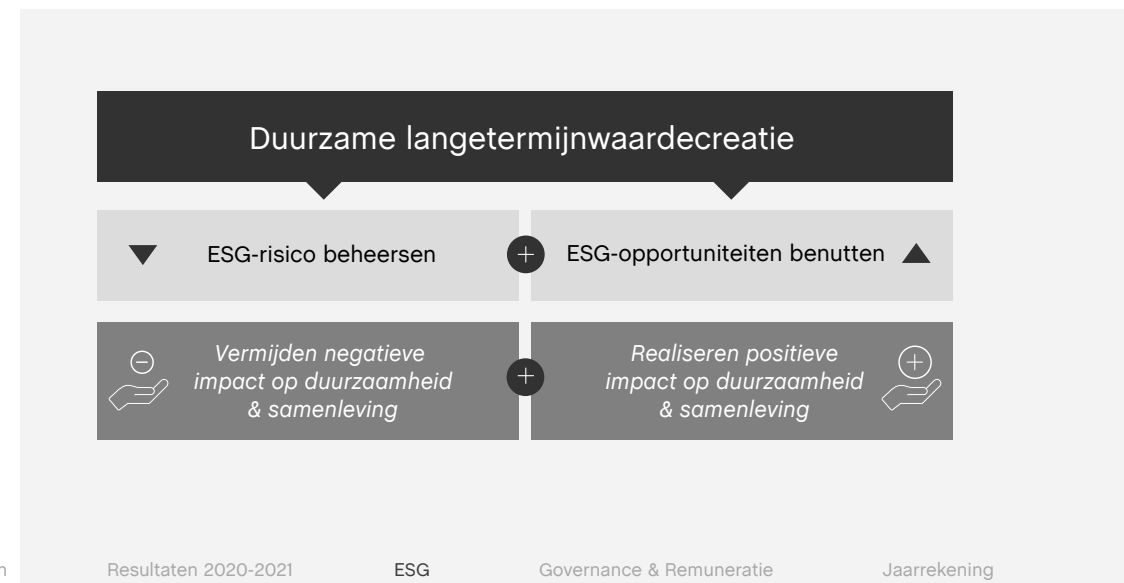 Duurzame langetermijnwaardecreatie
ESG-risico beheersen
ESG-opportuniteiten benutten
Vermijden negatieve
impact op duurzaamheid
& samenleving
Realiseren positieve
impact op duurzaamheid
& samenleving
Resultaten 2020-2021 ESG Governance & Remuneratie Jaarrekening